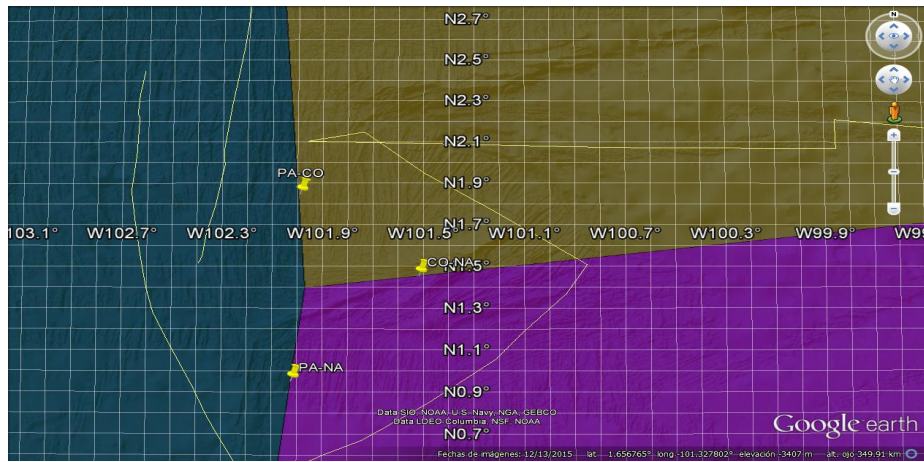 N2.7°
N
N2.5°
N2.3°
N2.1°
PA-CO
N1.9°
N1.7°
103.1° W102.7° W102.3° W101.9° W101.5° W101.1° W100.7° W100.3° W99.9° W99
CO-NA
N1.5°
N1.3°
N1.1°
PA-NA
N0.9°
Data SIO, NOAA, U.S. Navy, NGA, GEBCO
Data LDEO-Columbia, NSF, NOAA
Google earth
N0.7°
Fechas de imágenes: 12/13/2015 lat 1.656765° long -101.327802° elevación -3407 m alt. ojo 349.91 km